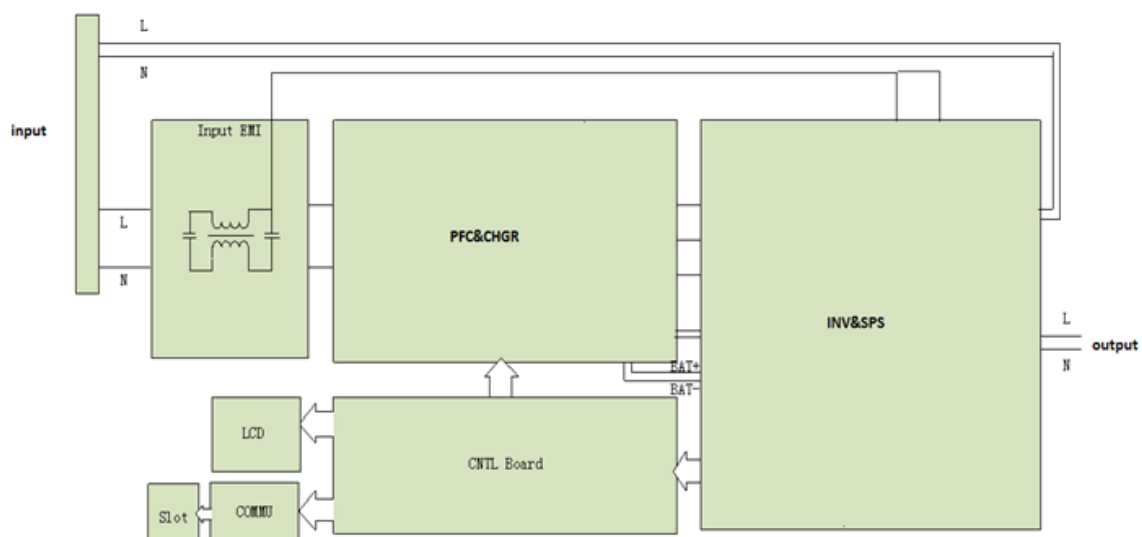 L
N
input
Input EMI
L
N
PFC&CHGR
INV&SPS
L
output
N
BAT+
BAT-
LCD
CNTL Board
COMMU
Slot